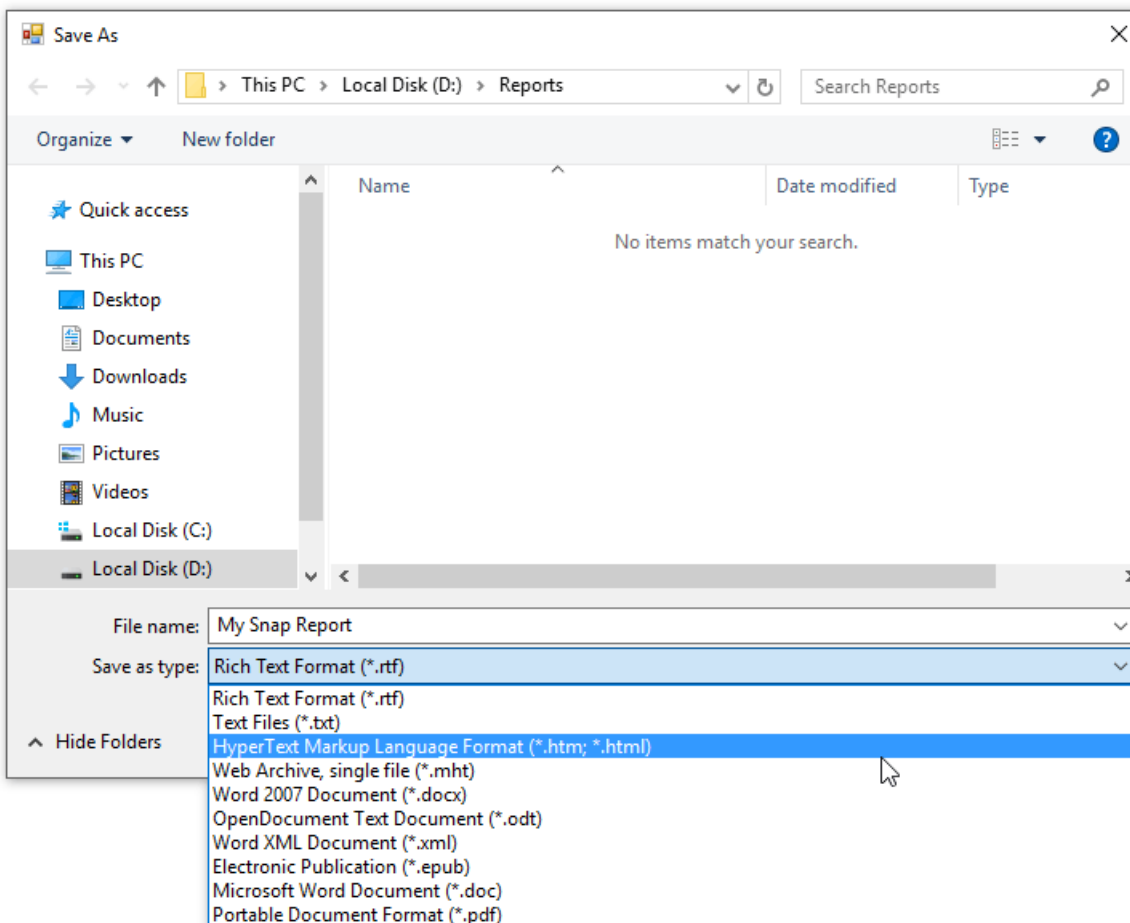 Save As
This PC > Local Disk (D:) > Reports
Search Reports
Organize
New folder
?
Name
Date modified
Type
No items match your search.
Quick access
This PC
Desktop
Documents
Downloads
Music
Pictures
Videos
Local Disk (C:)
Local Disk (D:)
File name: My Snap Report
Save as type: Rich Text Format (*.rtf)
Rich Text Format (*.rtf)
Text Files (*.txt)
HyperText Markup Language Format (*.htm; *.html)
Web Archive, single file (*.mht)
Word 2007 Document (*.docx)
OpenDocument Text Document (*.odt)
Word XML Document (*.xml)
Electronic Publication (*.epub)
Microsoft Word Document (*.doc)
Portable Document Format (*.pdf)
Hide Folders